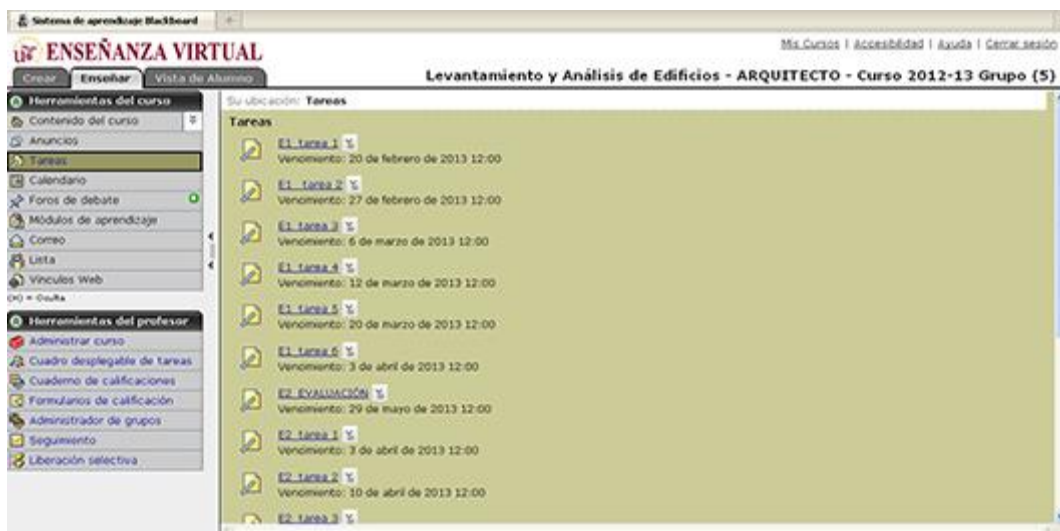 Sistema de aprendizaje Blackboard
Mis Cursos | Accesibilidad | Ayuda | Cerrar sesión
ENSEÑANZA VIRTUAL
Crear Enseñar Vista de Alumno
Levantamiento y Análisis de Edificios - ARQUITECTO - Curso 2012-13 Grupo (5)
Herramientas del curso
Contenido del curso
Anuncios
Tareas
Calendario
Foros de debate
Módulos de aprendizaje
Correo
Lista
Vínculos Web
(H) = Oculta
Herramientas del profesor
Administrar curso
Cuadro desplegable de tareas
Cuaderno de calificaciones
Formularios de calificación
Administrador de grupos
Seguimiento
Liberación selectiva
Su ubicación: Tareas
Tareas
E1_tarea 1
Vencimiento: 20 de febrero de 2013 12:00
E1_ tarea 2
Vencimiento: 27 de febrero de 2013 12:00
E1_tarea 3
Vencimiento: 6 de marzo de 2013 12:00
E1_tarea 4
Vencimiento: 12 de marzo de 2013 12:00
E1_tarea 5
Vencimiento: 20 de marzo de 2013 12:00
E1_tarea 6
Vencimiento: 3 de abril de 2013 12:00
E2_EVALUACIÓN
Vencimiento: 29 de mayo de 2013 12:00
E2_tarea 1
Vencimiento: 3 de abril de 2013 12:00
E2_tarea 2
Vencimiento: 10 de abril de 2013 12:00
E2_tarea 3